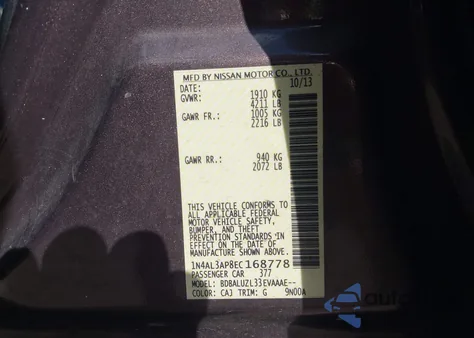 MFD BY NISSAN MOTOR CO., LTD.
DATE: 10/13
GVWR: 1910 KG
4211 LB
GAWR FR.: 1005 KG
2216 LB
GAWR RR.: 940 KG
2072 LB
THIS VEHICLE CONFORMS TO
ALL APPLICABLE FEDERAL
MOTOR VEHICLE SAFETY,
BUMPER, AND THEFT
PREVENTION STANDARDS IN
EFFECT ON THE DATE OF
MANUFACTURE SHOWN ABOVE.
1N4AL3AP8EC168778
PASSENGER CAR 377
MODEL: BDBALUZL33EVAAAE--
COLOR: CAJ TRIM: G 9N00A